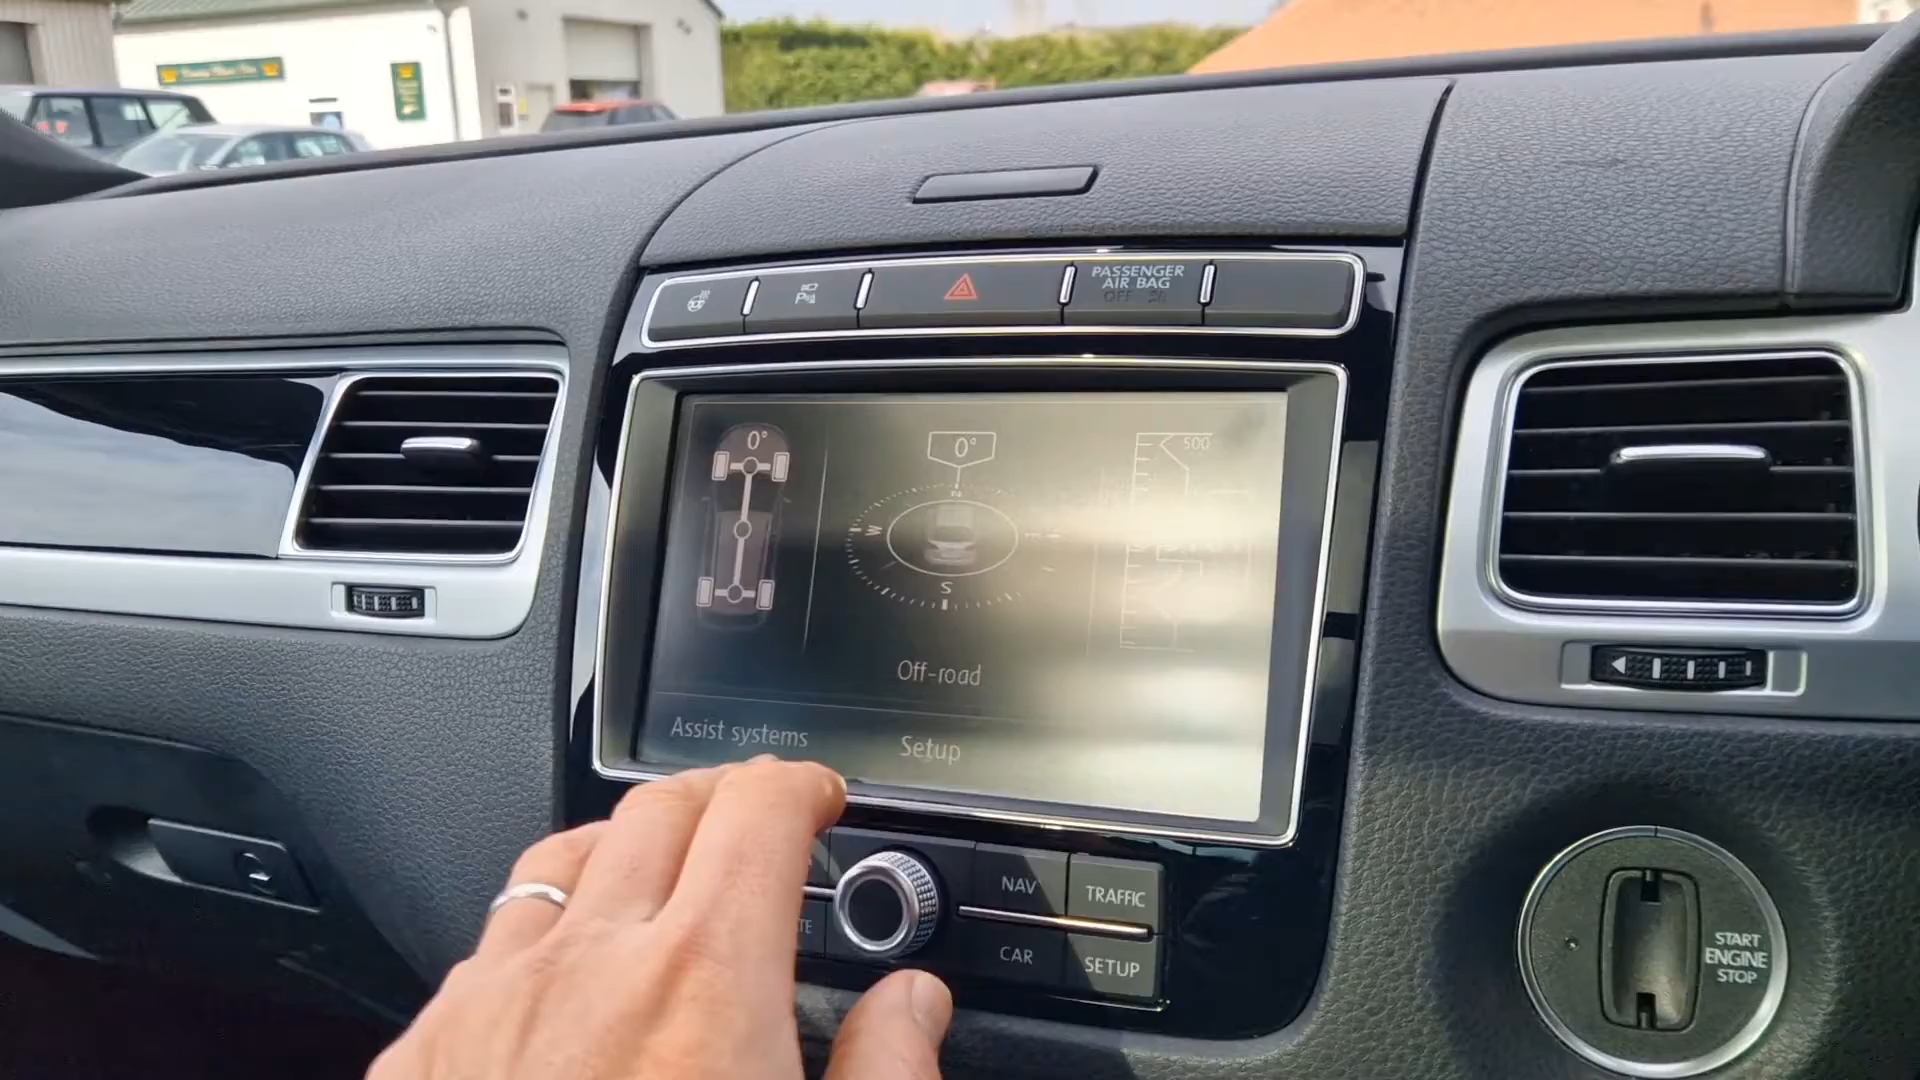 PASSENGER
AIR BAG
OFF
0°
0°
500
N
W
E
S
Off-road
Assist systems
Setup
NAV
TRAFFIC
CAR
SETUP
START
ENGINE
STOP